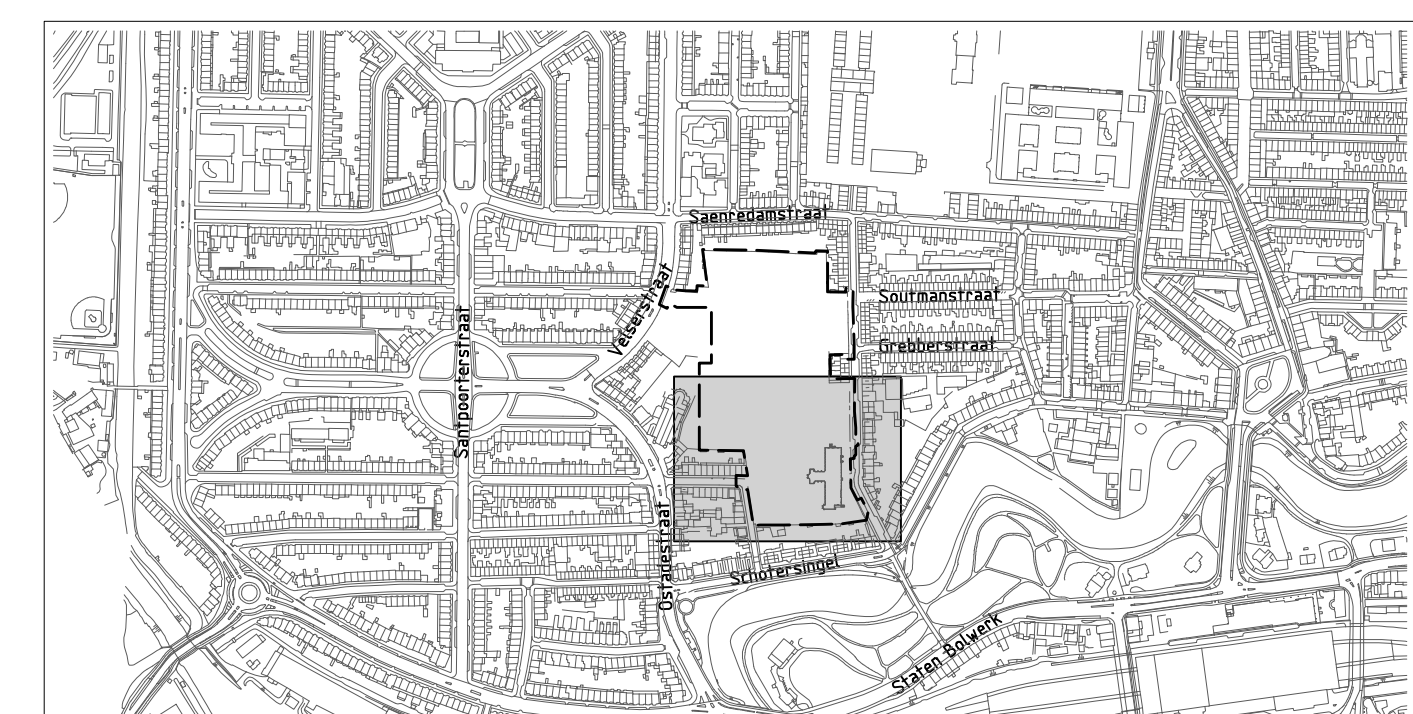 Saenredamstraat
Velserstraat
Soutmanstraat
Santpoorterstraat
Grebberstraat
Ostadestraat
Schotersingel
Staten Bolwerk